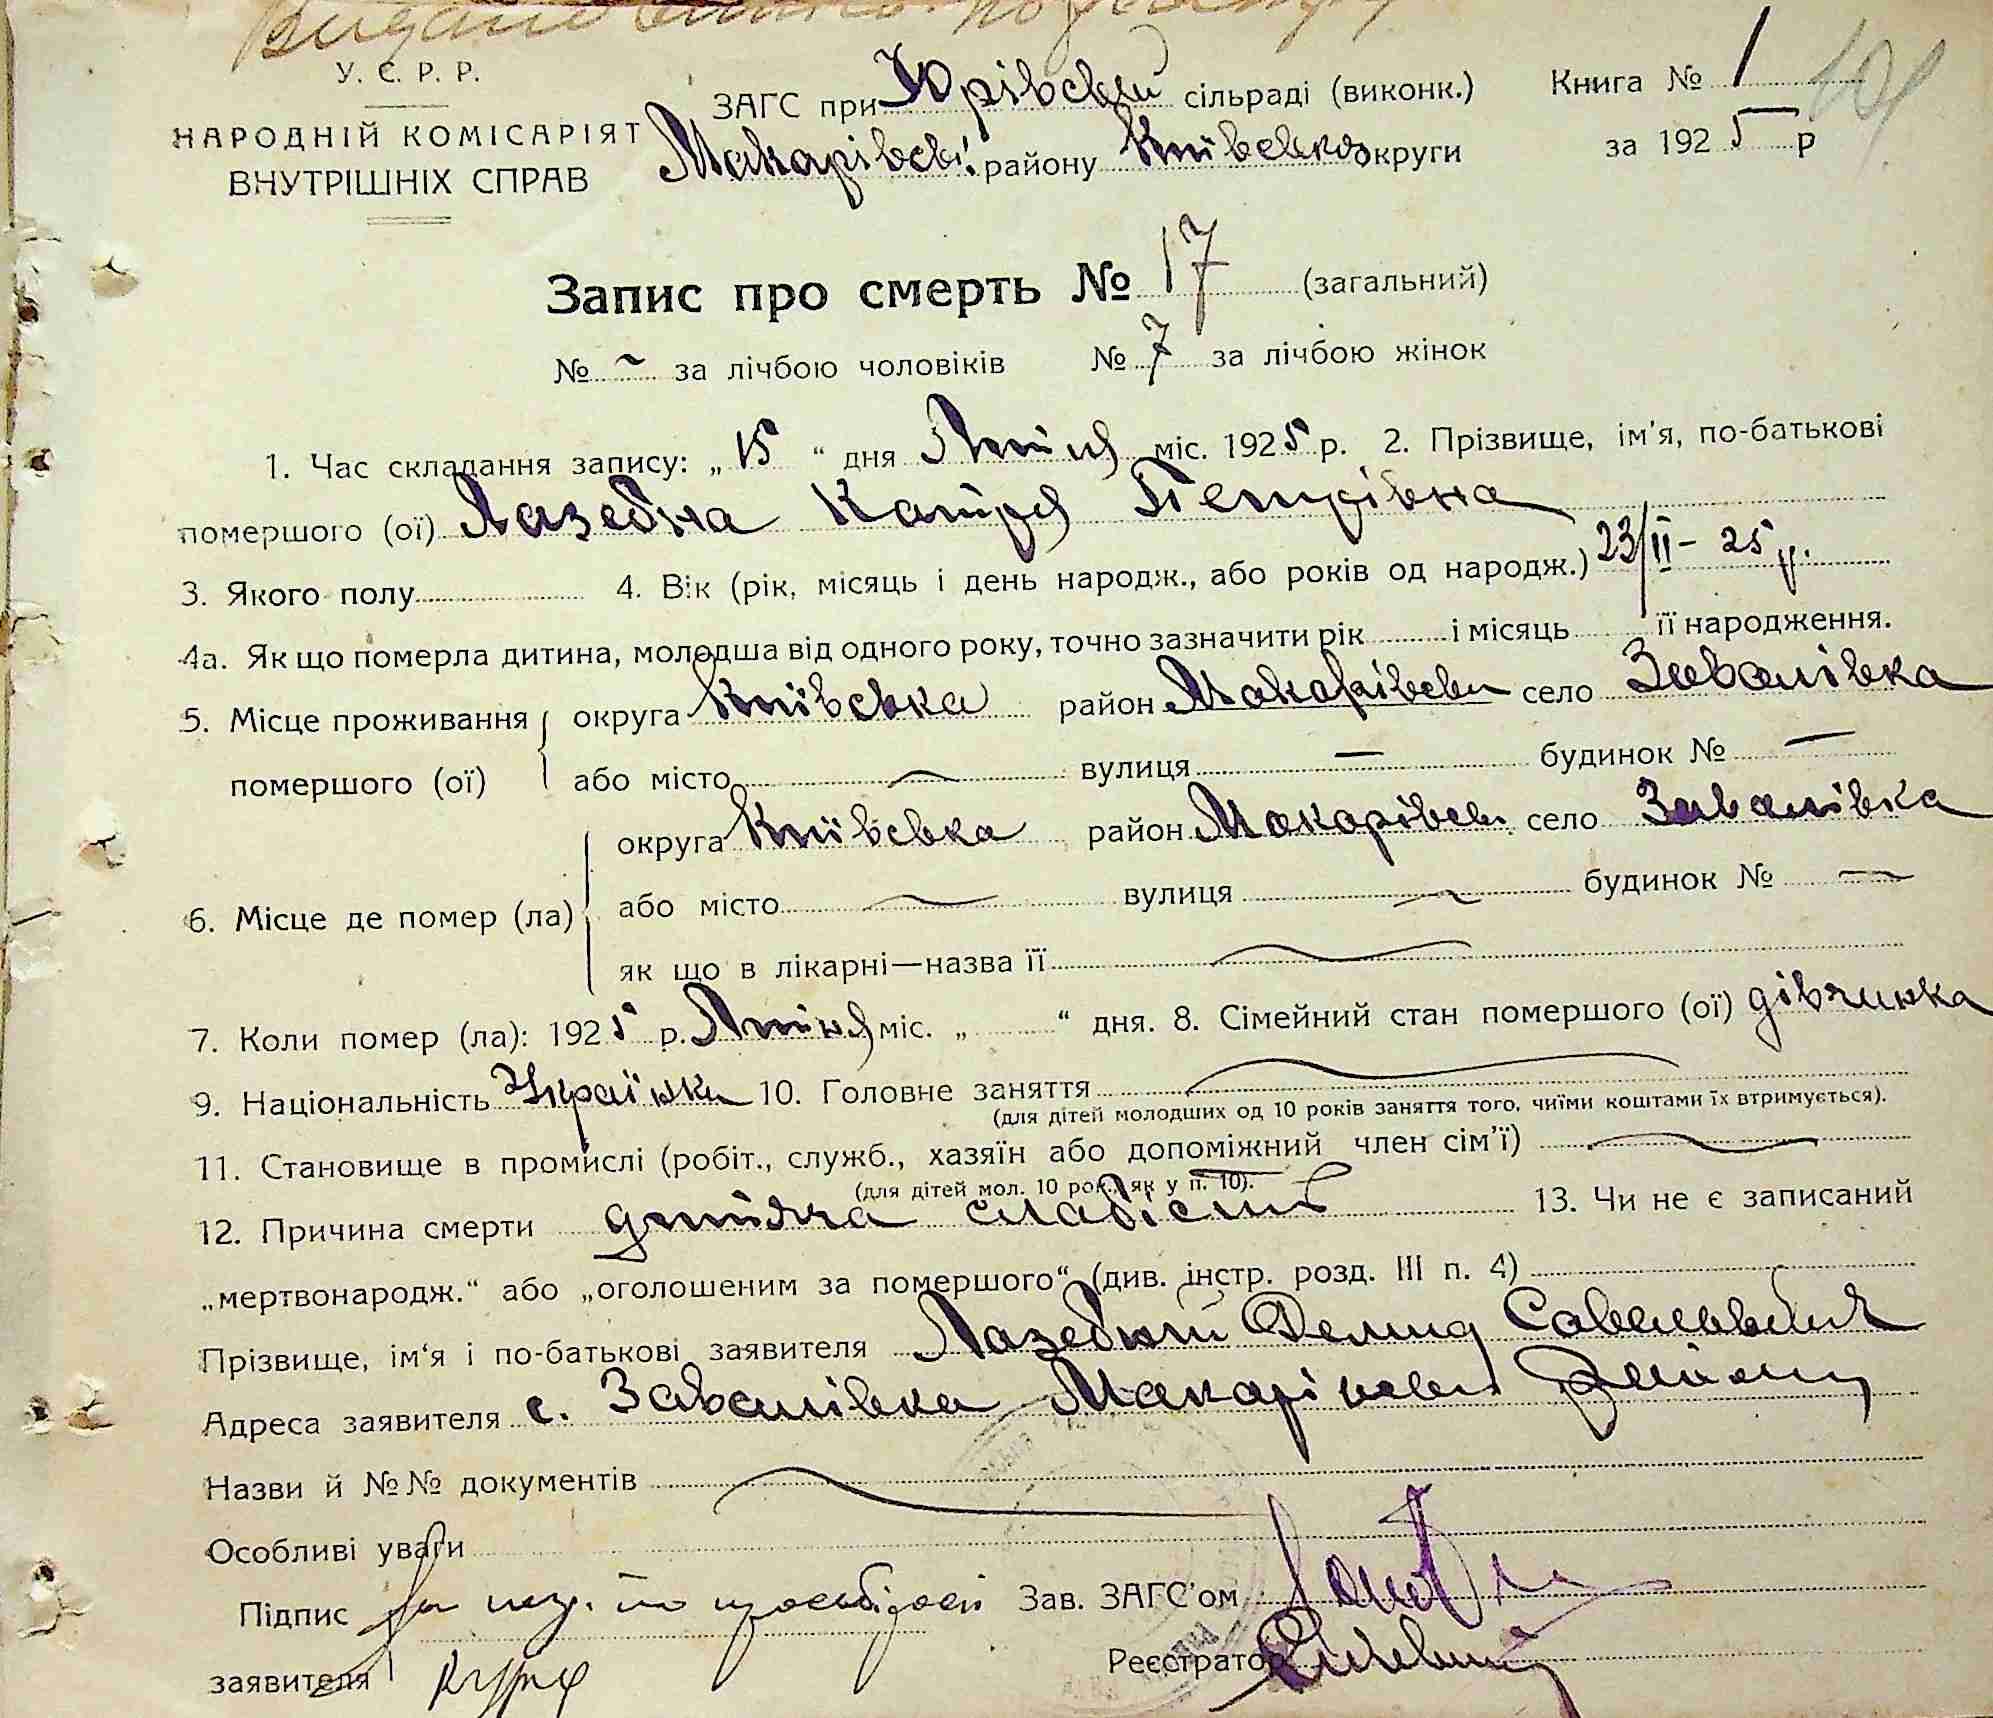 Видано
У. С. Р. Р.
НАРОДНІЙ КОМІСАРІЯТ
ВНУТРІШНІХ СПРАВ
ЗАГС при Юрівській сільраді (виконк.)
Макарівськ. району Київсько округи
Книга № 1
за 1925 р
Запис про смерть № 17 (загальний)
№ ~ за лічбою чоловіків № 7 за лічбою жінок
1. Час складання запису: „15“ дня Липня міс. 1925 р. 2. Прізвище, ім'я, по-батькові
помершого (ої) Лазебна Катря Петрівна
3. Якого полу 4. Вік (рік, місяць і день народж., або років од народж.) 23/II - 25 р.
4а. Як що померла дитина, молодша від одного року, точно зазначити рік і місяць її народження.
5. Місце проживання помершого (ої) округа Київська район Макарівськ село Завалівка
або місто — вулиця — будинок № —
6. Місце де помер (ла) округа Київська район Макарівськ. село Завалівка
або місто — вулиця — будинок № —
як що в лікарні—назва її
7. Коли помер (ла): 1925 р. Липня міс. „ “ дня. 8. Сімейний стан помершого (ої) дівчинка
9. Національність Українка 10. Головне заняття
(для дітей молодших од 10 років заняття того, чиїми коштами їх втримується).
11. Становище в промислі (робіт., служб., хазяїн або допоміжний член сім'ї)
(для дітей мол. 10 рок., як у п. 10).
12. Причина смерти дитяча слабість 13. Чи не є записаний
„мертвонародж.“ або „оголошеним за помершого“ (див. інстр. розд. III п. 4)
Прізвище, ім'я і по-батькові заявителя Лазебний Демид Савельович
Адреса заявителя с. Завалівка Макарівськ району
Назви й №№ документів
Особливі уваги
Підпис за нез. по просьбі Зав. ЗАГС'ом
заявителя Реєстратор